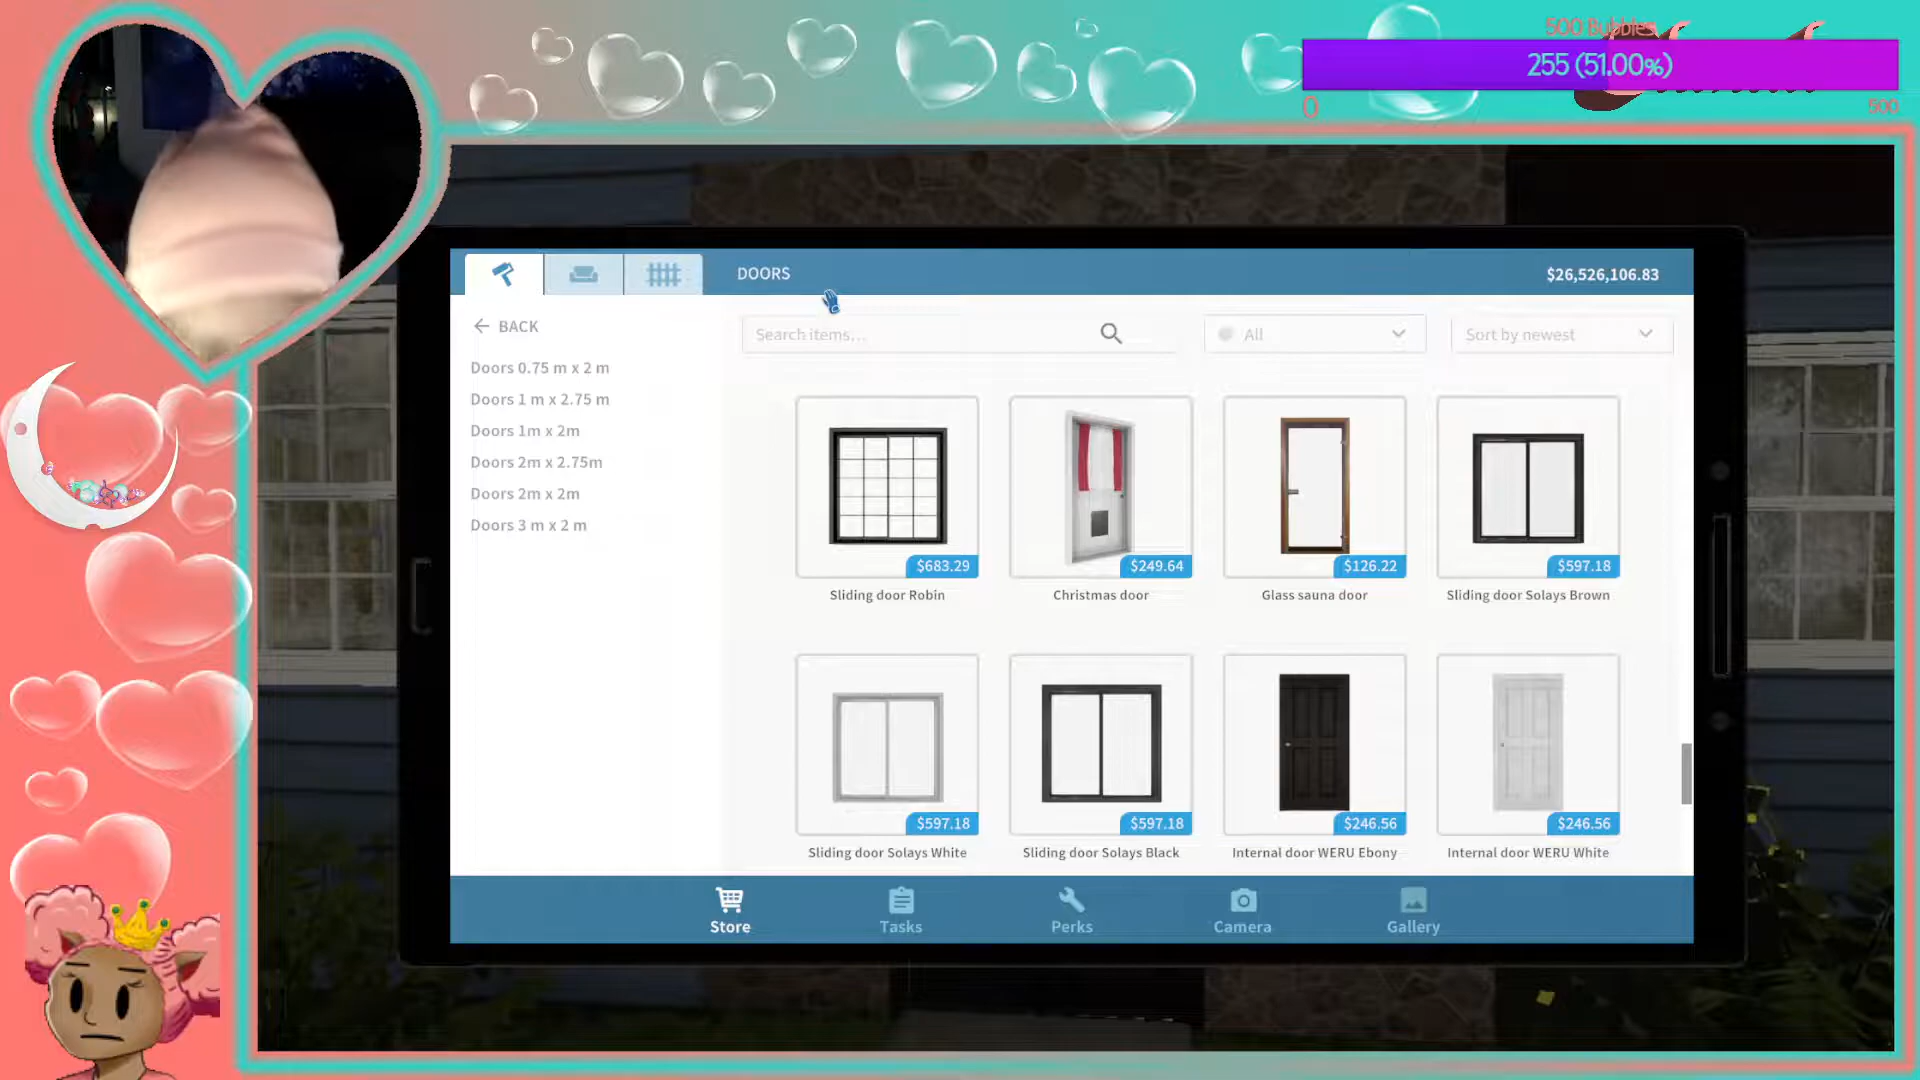 500 Bubbles
255 (51.00%)
0
500
DOORS
$26,526,106.83
BACK
Search items...
All
Sort by newest
Doors 0.75 m x 2 m
Doors 1 m x 2.75 m
Doors 1m x 2m
Doors 2m x 2.75m
Doors 2m x 2m
Doors 3 m x 2 m
$683.29
$249.64
$126.22
$597.18
Sliding door Robin
Christmas door
Glass sauna door
Sliding door Solays Brown
$597.18
$597.18
$246.56
$246.56
Sliding door Solays White
Sliding door Solays Black
Internal door WERU Ebony
Internal door WERU White
Store
Tasks
Perks
Camera
Gallery